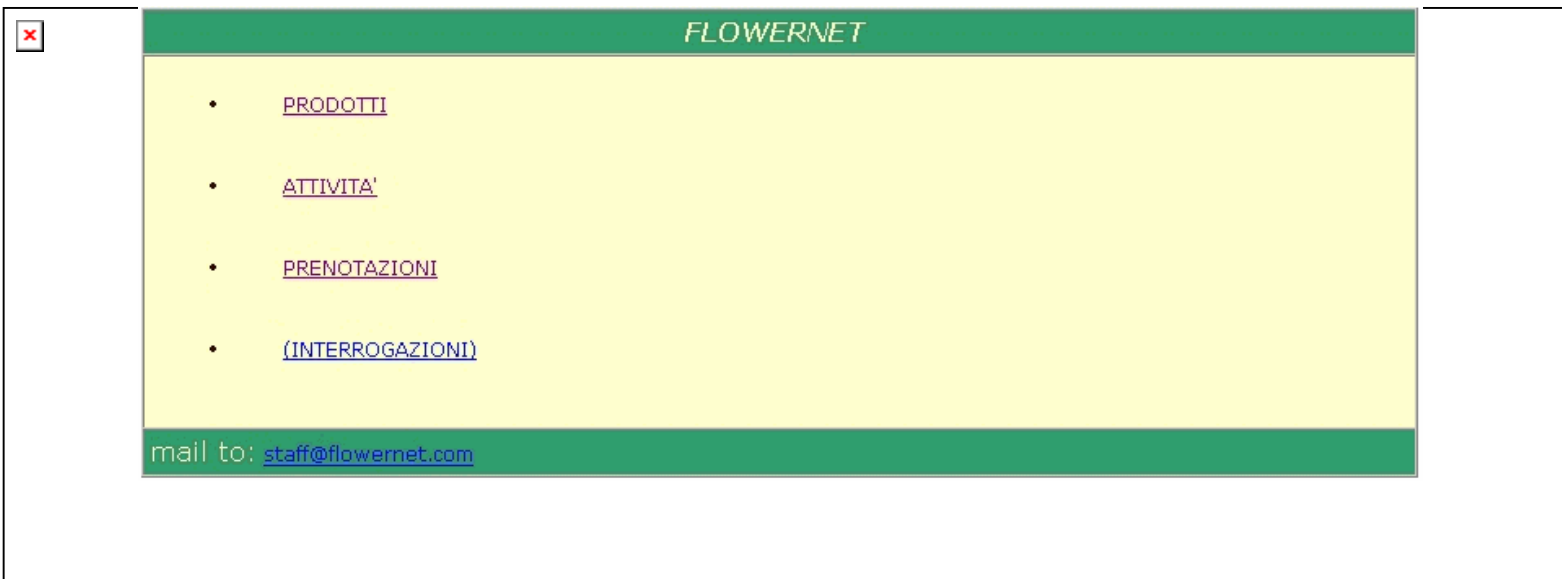 FLOWERNET
• PRODOTTI
• ATTIVITA'
• PRENOTAZIONI
• (INTERROGAZIONI)
mail to: staff@flowernet.com